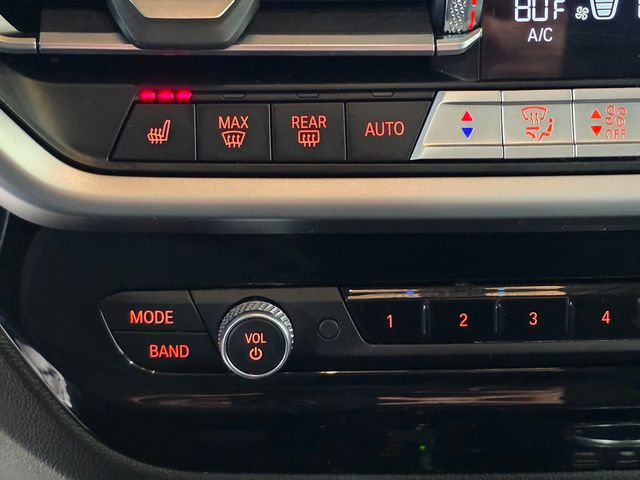 80F
A/C
MAX
REAR
AUTO
OFF
MODE
BAND
VOL
1
2
3
4